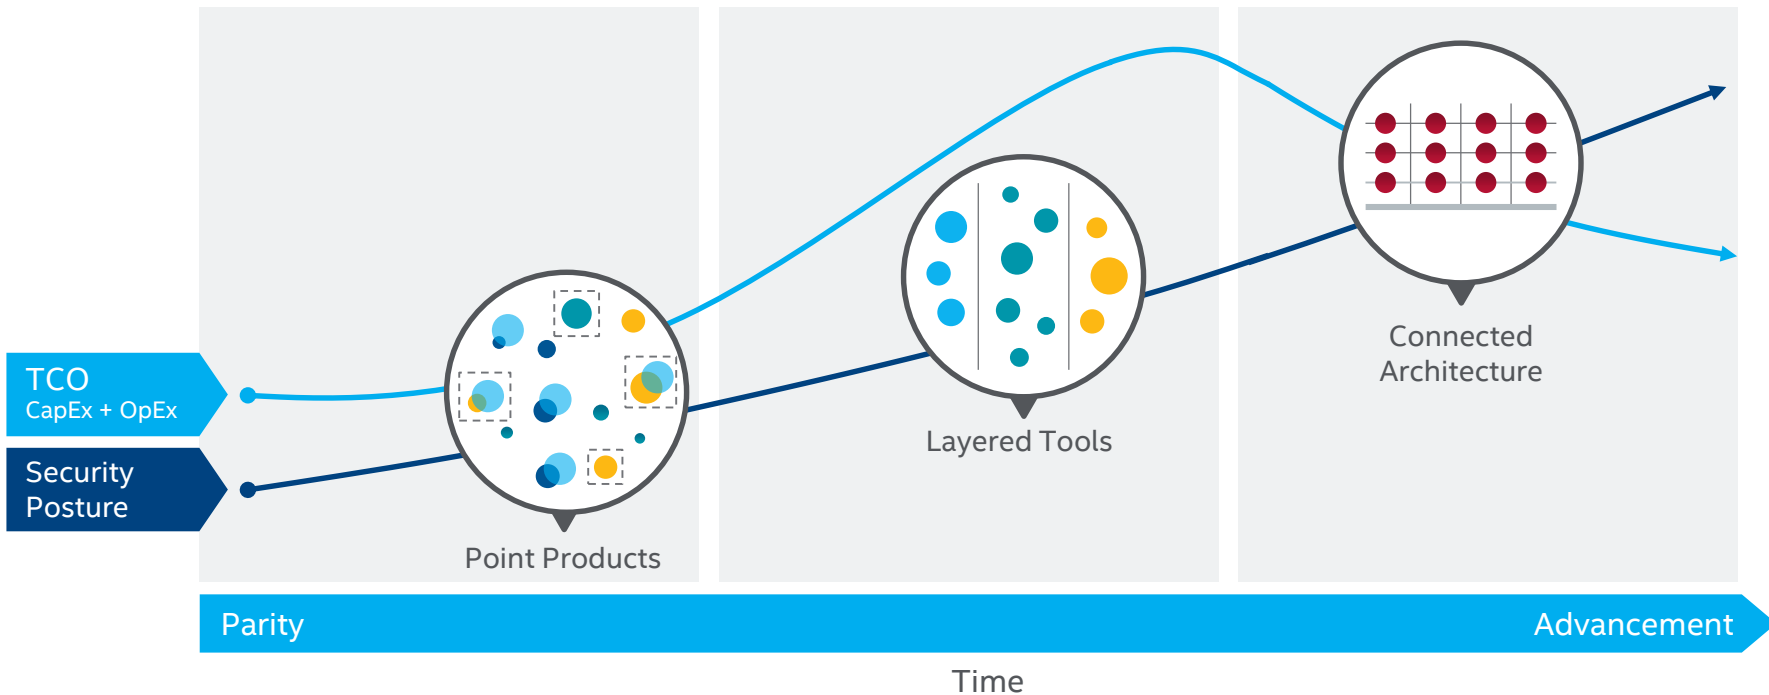 TCO
CapEx + OpEx
Security
Posture
Point Products
Layered Tools
Connected
Architecture
Parity
Advancement
Time